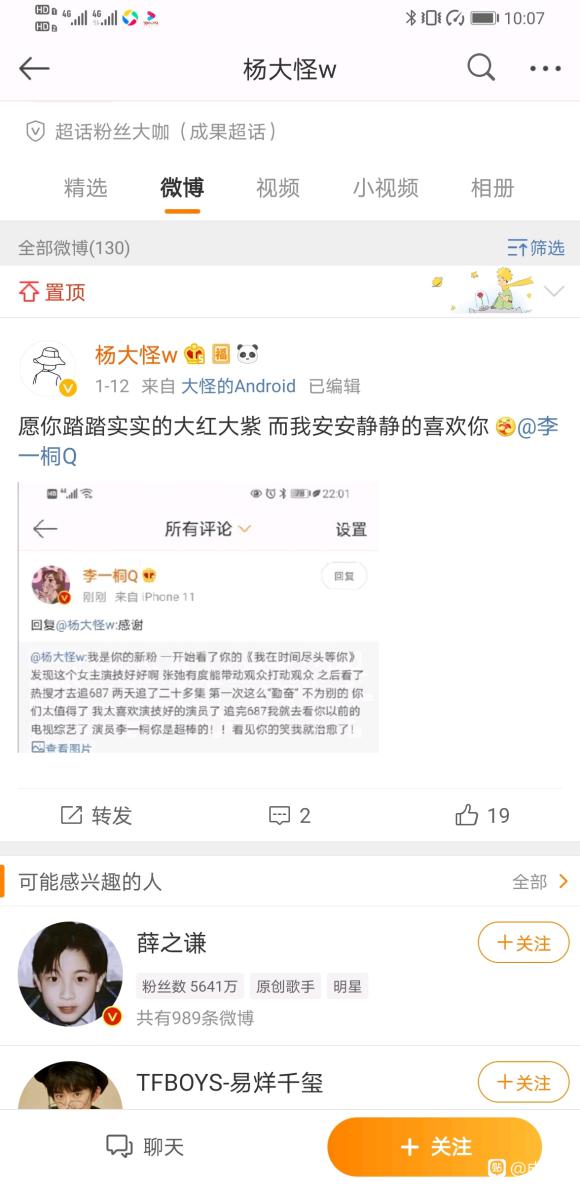 10:07
杨大怪w
超话粉丝大咖（成果超话）
精选 微博 视频 小视频 相册
全部微博(130) 筛选
置顶
杨大怪w
1-12 来自 大怪的Android 已编辑
愿你踏踏实实的大红大紫 而我安安静静的喜欢你 @李
一桐Q
22:01
所有评论 设置
李一桐Q
回复
刚刚 来自 iPhone 11
回复@杨大怪w:感谢
@杨大怪w:我是你的新粉 一开始看了你的《我在时间尽头等你》
发现这个女主演技好好啊 张弛有度能带动观众打动观众 之后看了
热搜才去追687 两天追了二十多集 第一次这么“勤奋” 不为别的 你
们太值得了 我太喜欢演技好的演员了 追完687我就去看你以前的
电视综艺了 演员李一桐你是超棒的！！看见你的笑我就治愈了！
查看图片
转发 2 19
可能感兴趣的人 全部
薛之谦
+关注
粉丝数 5641万 原创歌手 明星
共有989条微博
TFBOYS-易烊千玺
+关注
聊天 + 关注
贴 @